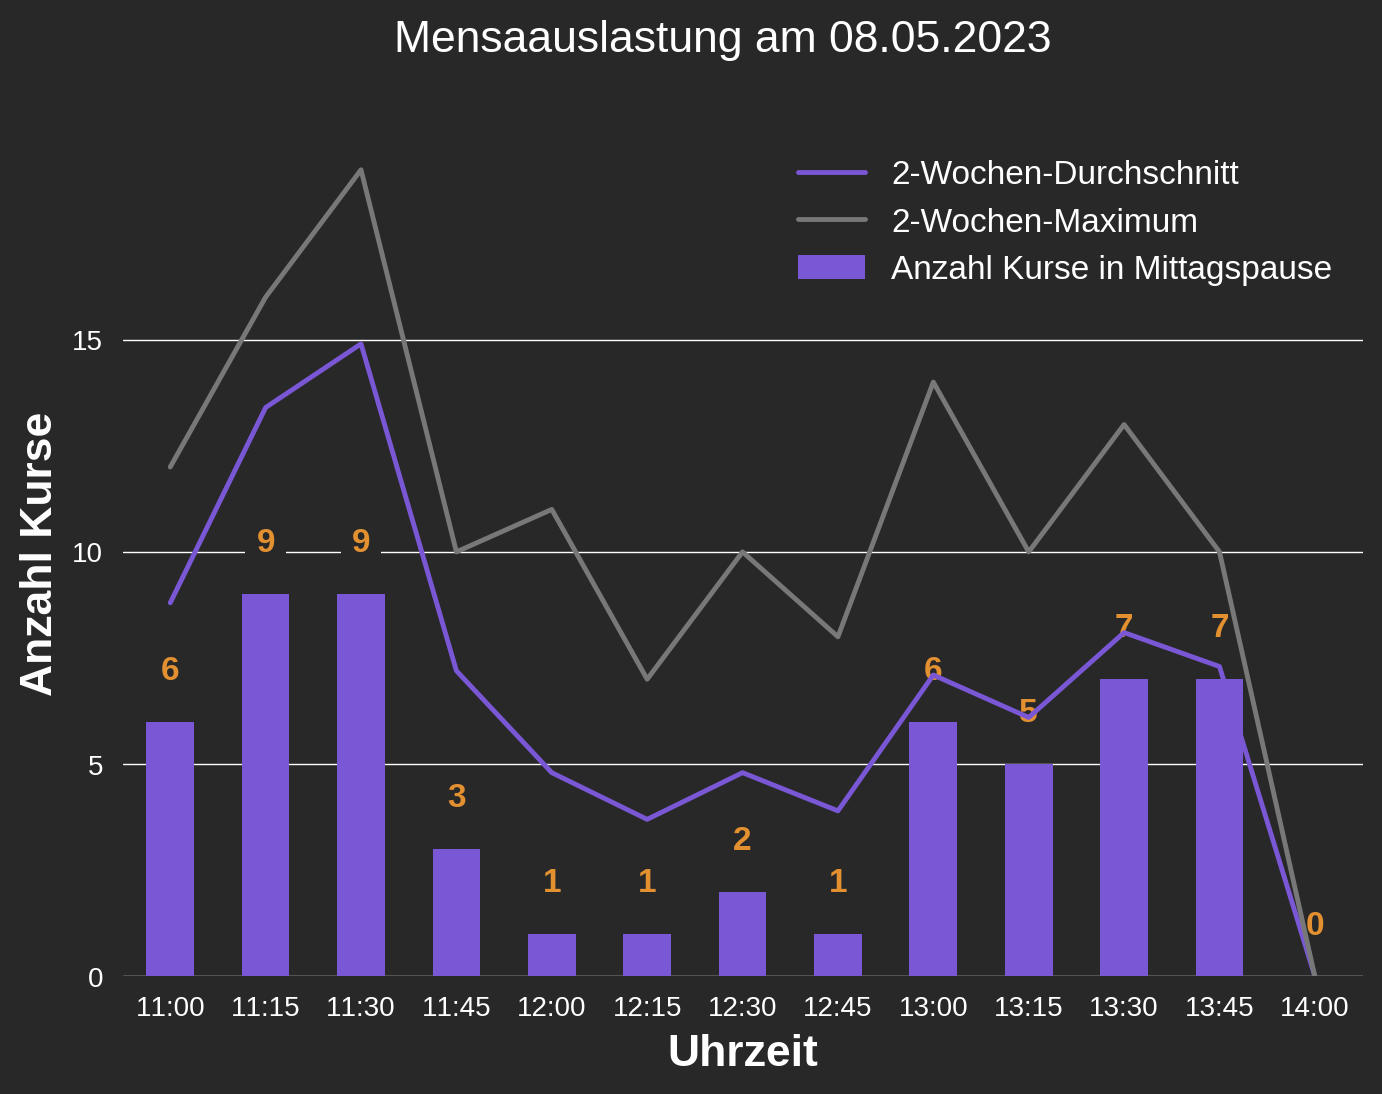 Mensaauslastung am 08.05.2023
2-Wochen-Durchschnitt
2-Wochen-Maximum
Anzahl Kurse in Mittagspause
Anzahl Kurse
15
10
5
0
6
9
9
3
1
1
2
1
6
5
7
7
0
11:00 11:15 11:30 11:45 12:00 12:15 12:30 12:45 13:00 13:15 13:30 13:45 14:00
Uhrzeit